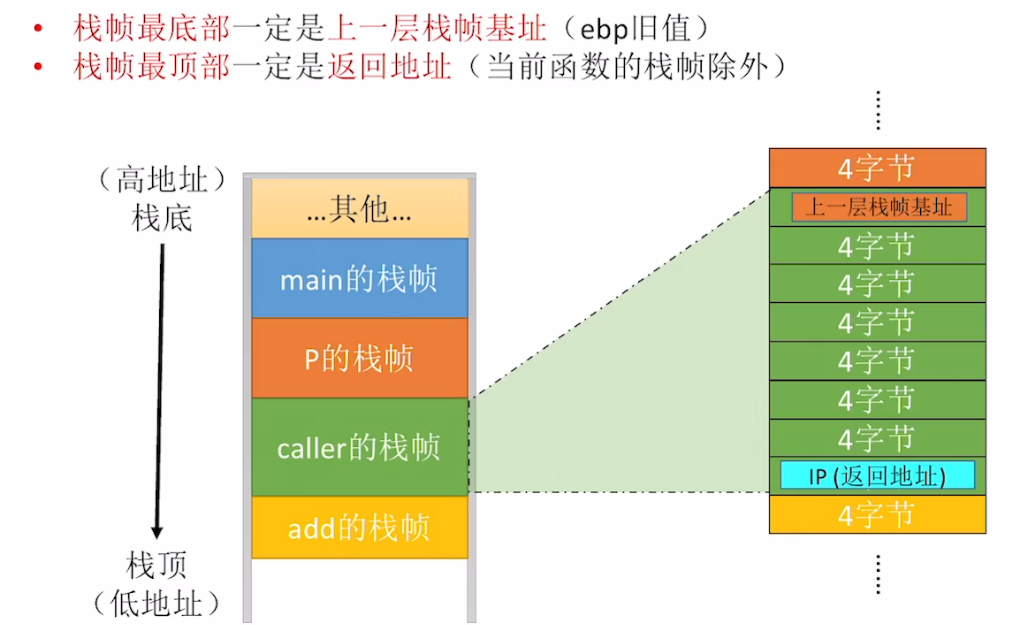 • 栈帧最底部一定是上一层栈帧基址（ebp旧值）
• 栈帧最顶部一定是返回地址（当前函数的栈帧除外）
（高地址）
栈底
栈顶
（低地址）
...其他...
main的栈帧
P的栈帧
caller的栈帧
add的栈帧
4字节
上一层栈帧基址
4字节
4字节
4字节
4字节
4字节
4字节
IP (返回地址)
4字节